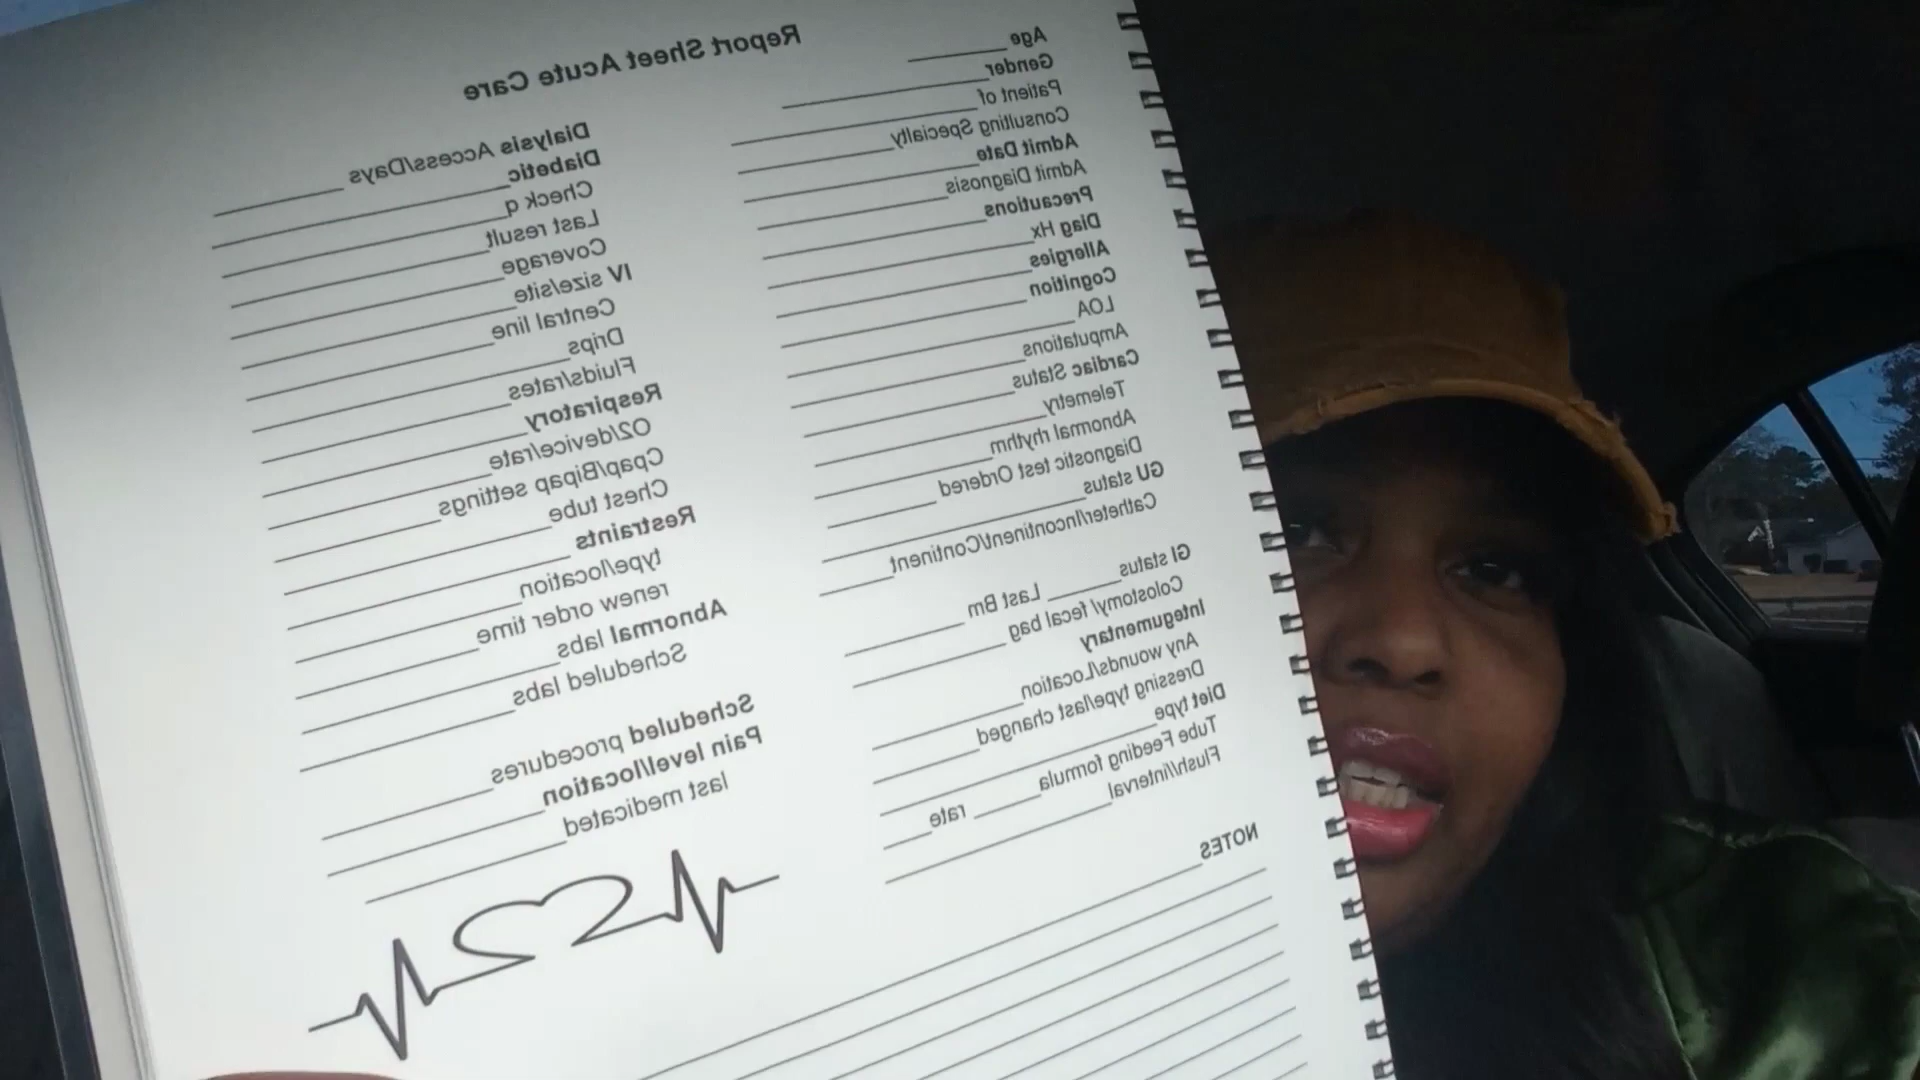 Report Sheet Acute Care
Age
Gender
Patient of
Consulting Specialty
Admit Date
Admit Diagnosis
Precautions
Diag Hx
Allergies
Cognition
LOA
Amputations
Cardiac Status
Telemetry
Abnormal rhythm
Diagnostic test Ordered
GU status
Catheter/Incontinent/Continent
GI status Last Bm
Colostomy/ fecal bag
Integumentary
Any wounds/Location
Dressing type/last changed
Diet type
Tube Feeding formula rate
Flush/Interval
NOTES
Dialysis Access/Days
Diabetic
Check q
Last result
Coverage
IV size/site
Central line
Drips
Fluids/rates
Respiratory
O2/device/rate
Cpap/Bipap settings
Chest tube
Restraints
type/location
renew order time
Abnormal labs
Scheduled labs
Scheduled procedures
Pain level/location
last medicated